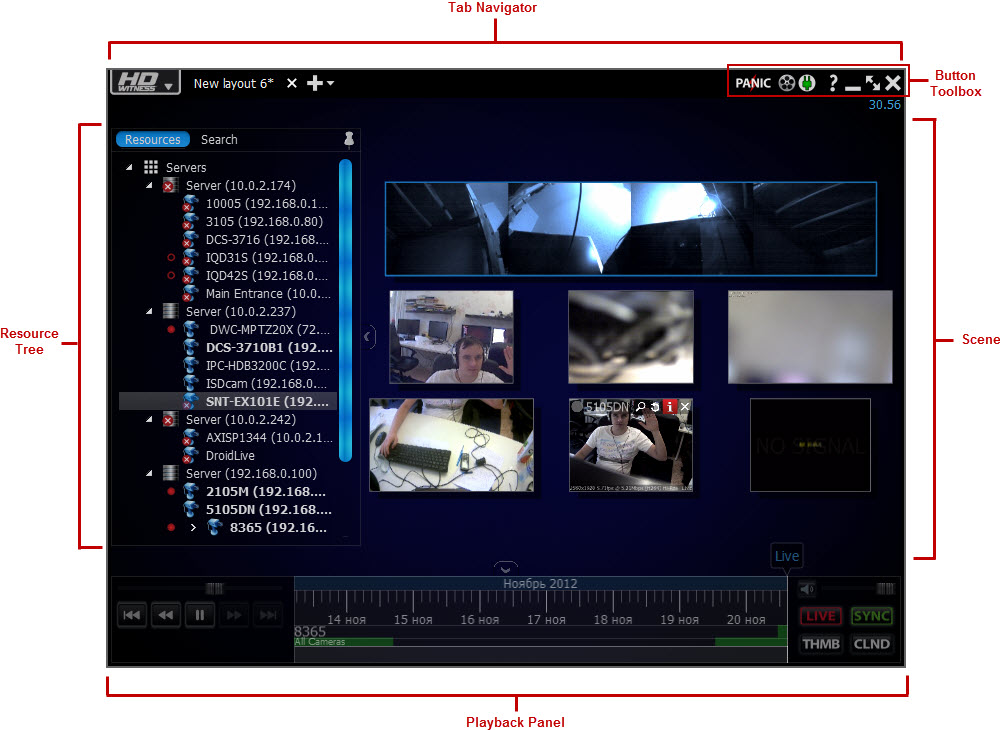 Tab Navigator
HD WITNESS
New layout 6*
PANIC
?
Button Toolbox
30.56
Resources
Search
Servers
Server (10.0.2.174)
10005 (192.168.0.1...
3105 (192.168.0.80)
DCS-3716 (192.168....
IQD31S (192.168.0....
IQD42S (192.168.0....
Main Entrance (10.0...
Server (10.0.2.237)
DWC-MPTZ20X (72....
DCS-3710B1 (192....
IPC-HDB3200C (192....
ISDcam (192.168.0....
SNT-EX101E (192....
Server (10.0.2.242)
AXISP1344 (10.0.2.1...
DroidLive
Server (192.168.0.100)
2105M (192.168....
5105DN (192.168....
8365 (192.16...
Resource Tree
Scene
5105DN
NO SIGNAL
Live
Ноябрь 2012
14 ноя
15 ноя
16 ноя
17 ноя
18 ноя
19 ноя
20 ноя
8365
All Cameras
LIVE
SYNC
THMB
CLND
Playback Panel